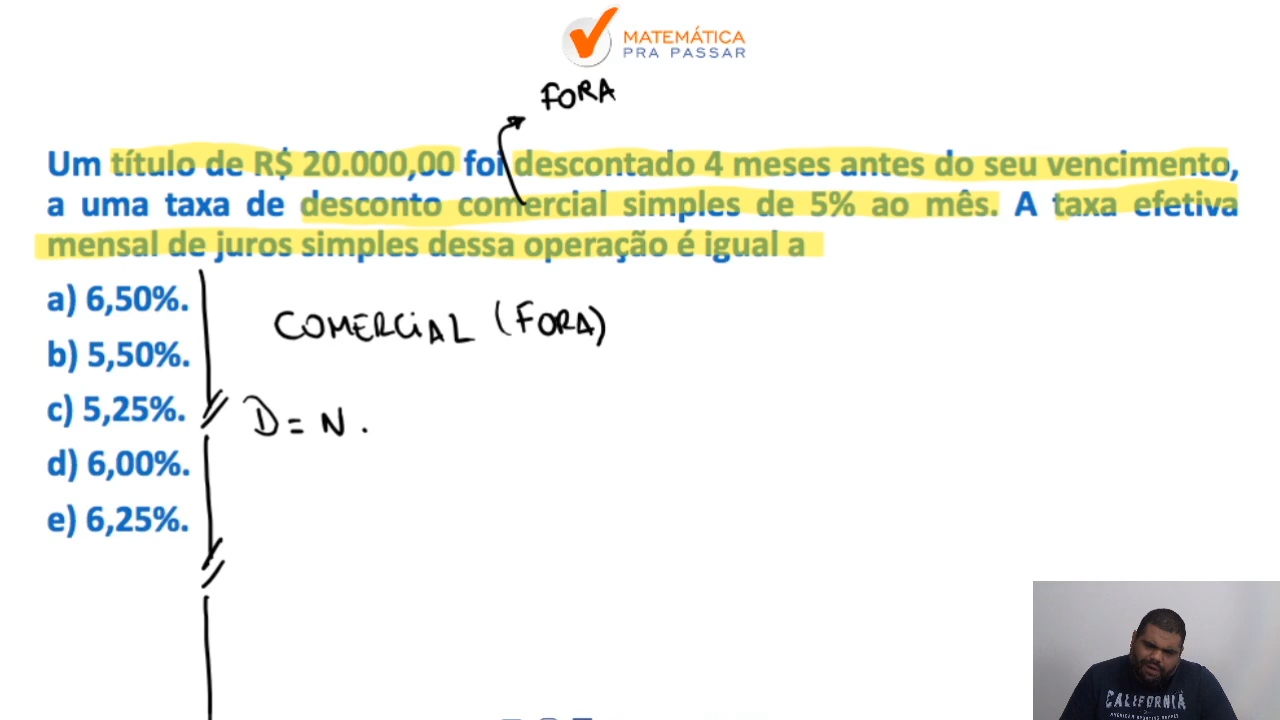 MATEMÁTICA
PRA PASSAR
FORA
Um título de R$ 20.000,00 foi descontado 4 meses antes do seu vencimento,
a uma taxa de desconto comercial simples de 5% ao mês. A taxa efetiva
mensal de juros simples dessa operação é igual a
a) 6,50%.
b) 5,50%.
c) 5,25%.
d) 6,00%.
e) 6,25%.
COMERCIAL (FORA)
D = N .
CALIFORNIA